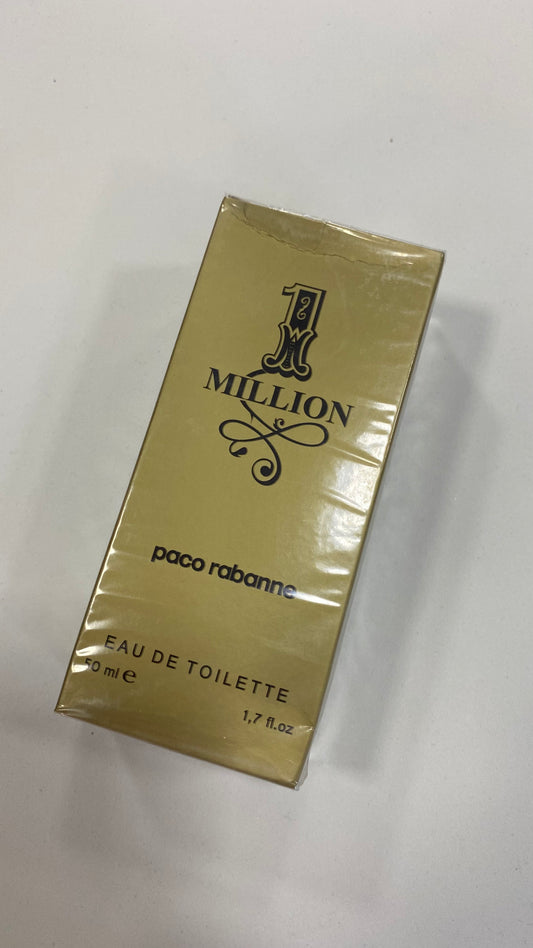 1
MILLION
paco rabanne
EAU DE TOILETTE
50 ml e
1,7 fl.oz